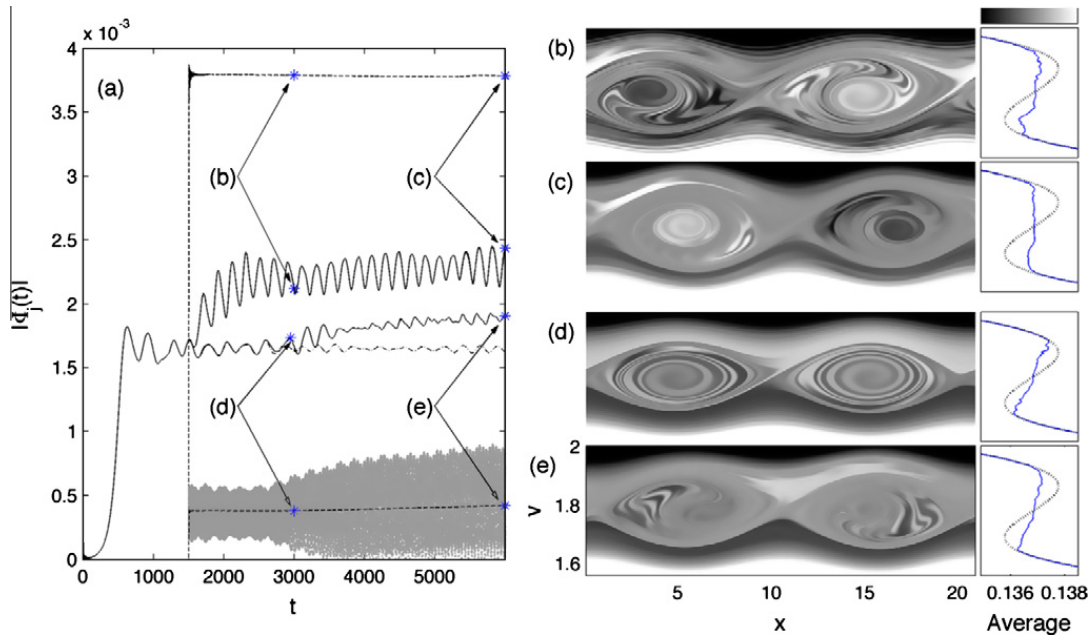 × 10⁻³
(a)
4
3.5
3
2.5
2
1.5
1
0.5
0
|Φⱼ(t)|
(b)
(c)
(d)
(e)
0
1000
2000
3000
4000
5000
t
(b)
(c)
(d)
(e)
2
1.8
1.6
v
5
10
15
20
x
0.136
0.138
Average